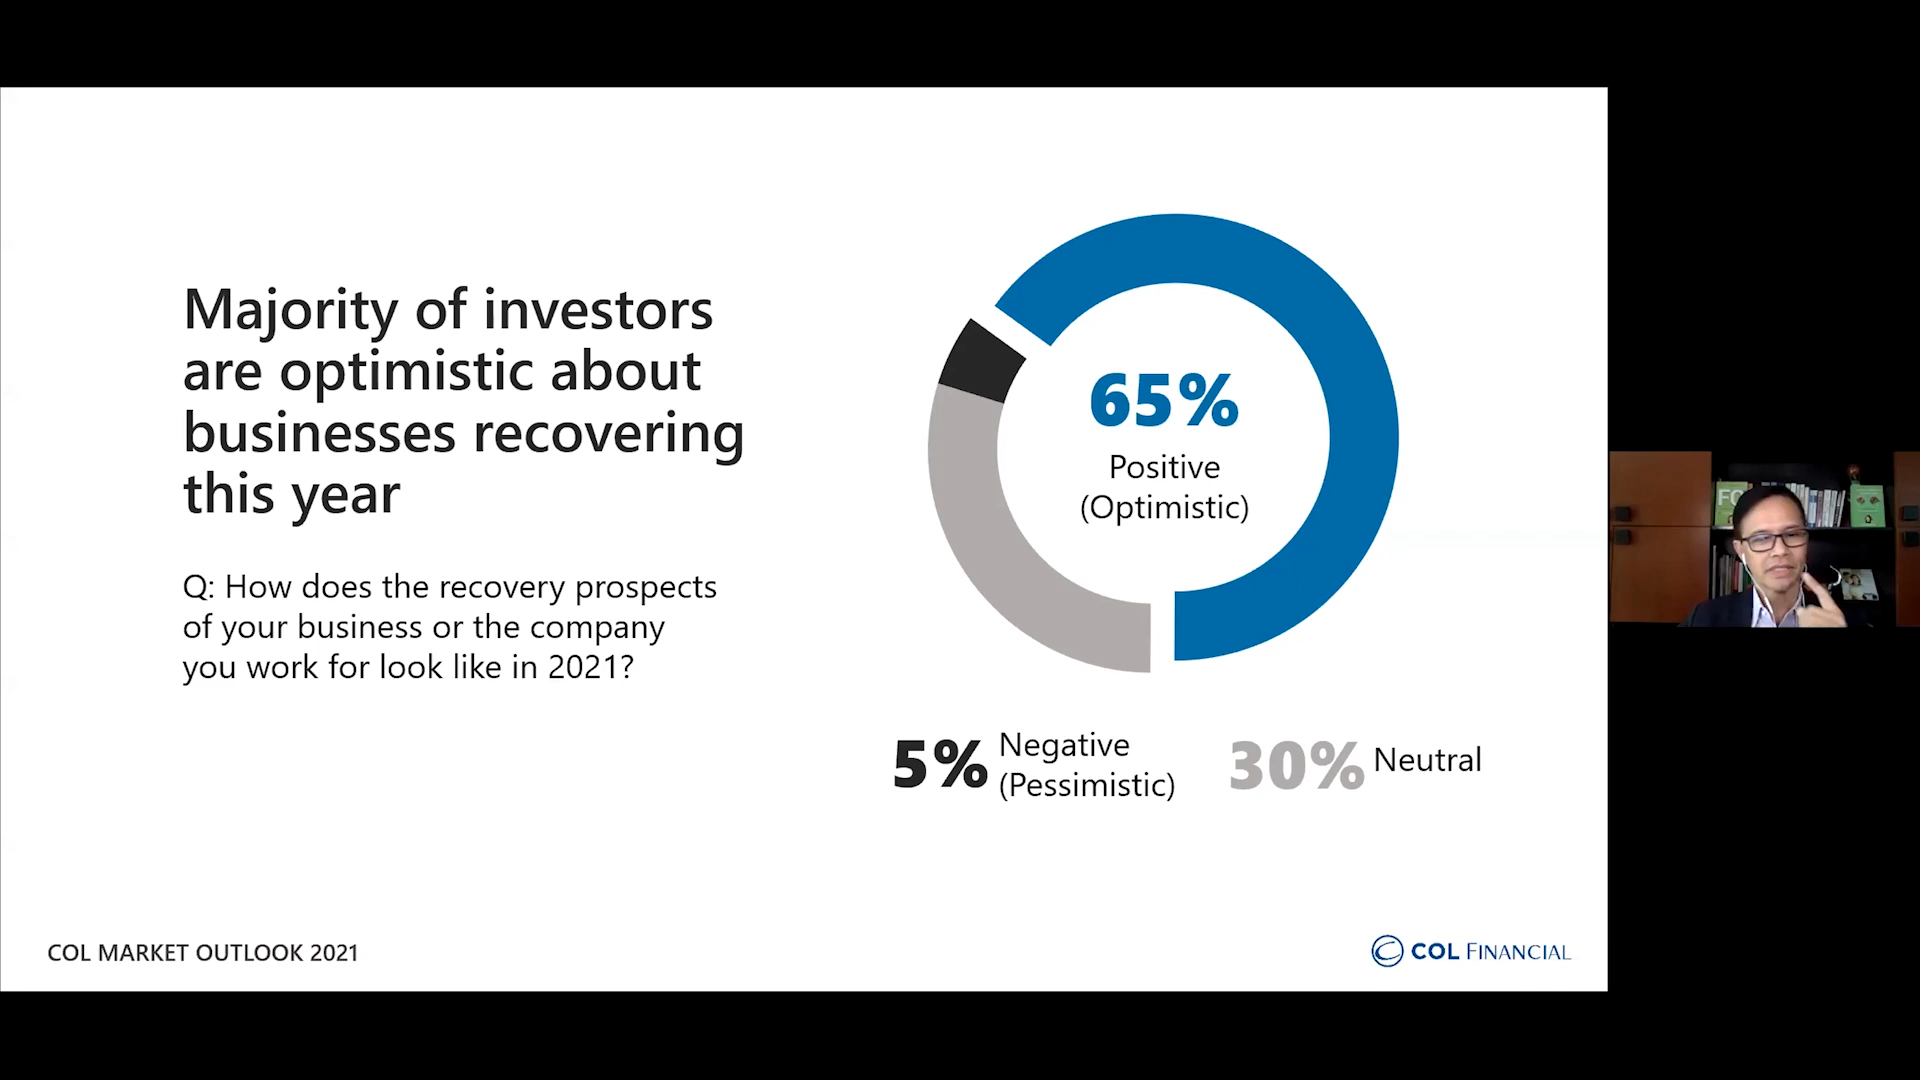 Majority of investors
are optimistic about
businesses recovering
this year
Q: How does the recovery prospects
of your business or the company
you work for look like in 2021?
65%
Positive
(Optimistic)
5%
Negative
(Pessimistic)
30%
Neutral
COL MARKET OUTLOOK 2021
COL FINANCIAL